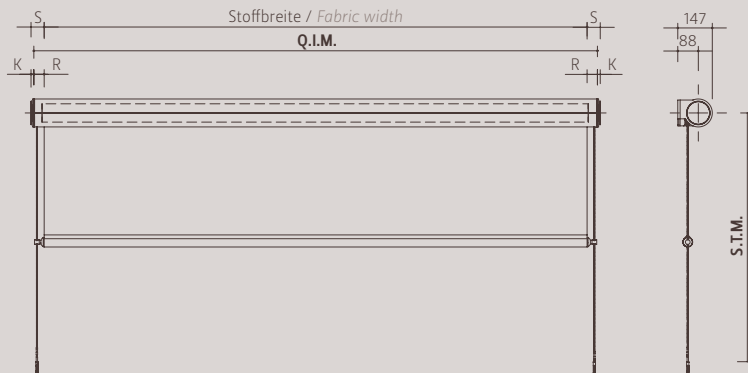 S Stoffbreite / Fabric width S
147
Q.I.M.
88
K R R K
S.T.M.